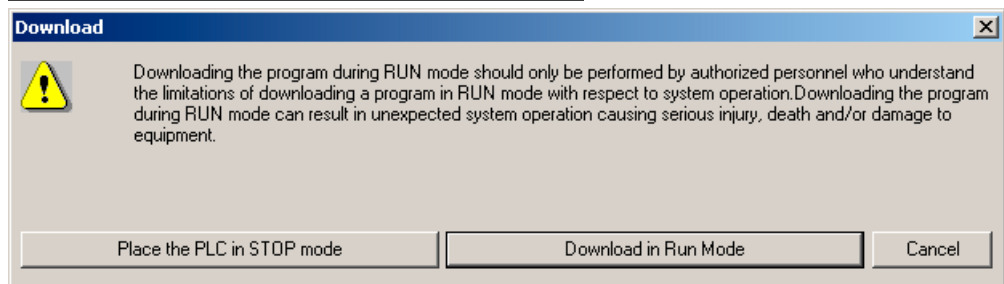 Download
Downloading the program during RUN mode should only be performed by authorized personnel who understand
the limitations of downloading a program in RUN mode with respect to system operation.Downloading the program
during RUN mode can result in unexpected system operation causing serious injury, death and/or damage to
equipment.
Place the PLC in STOP mode
Download in Run Mode
Cancel